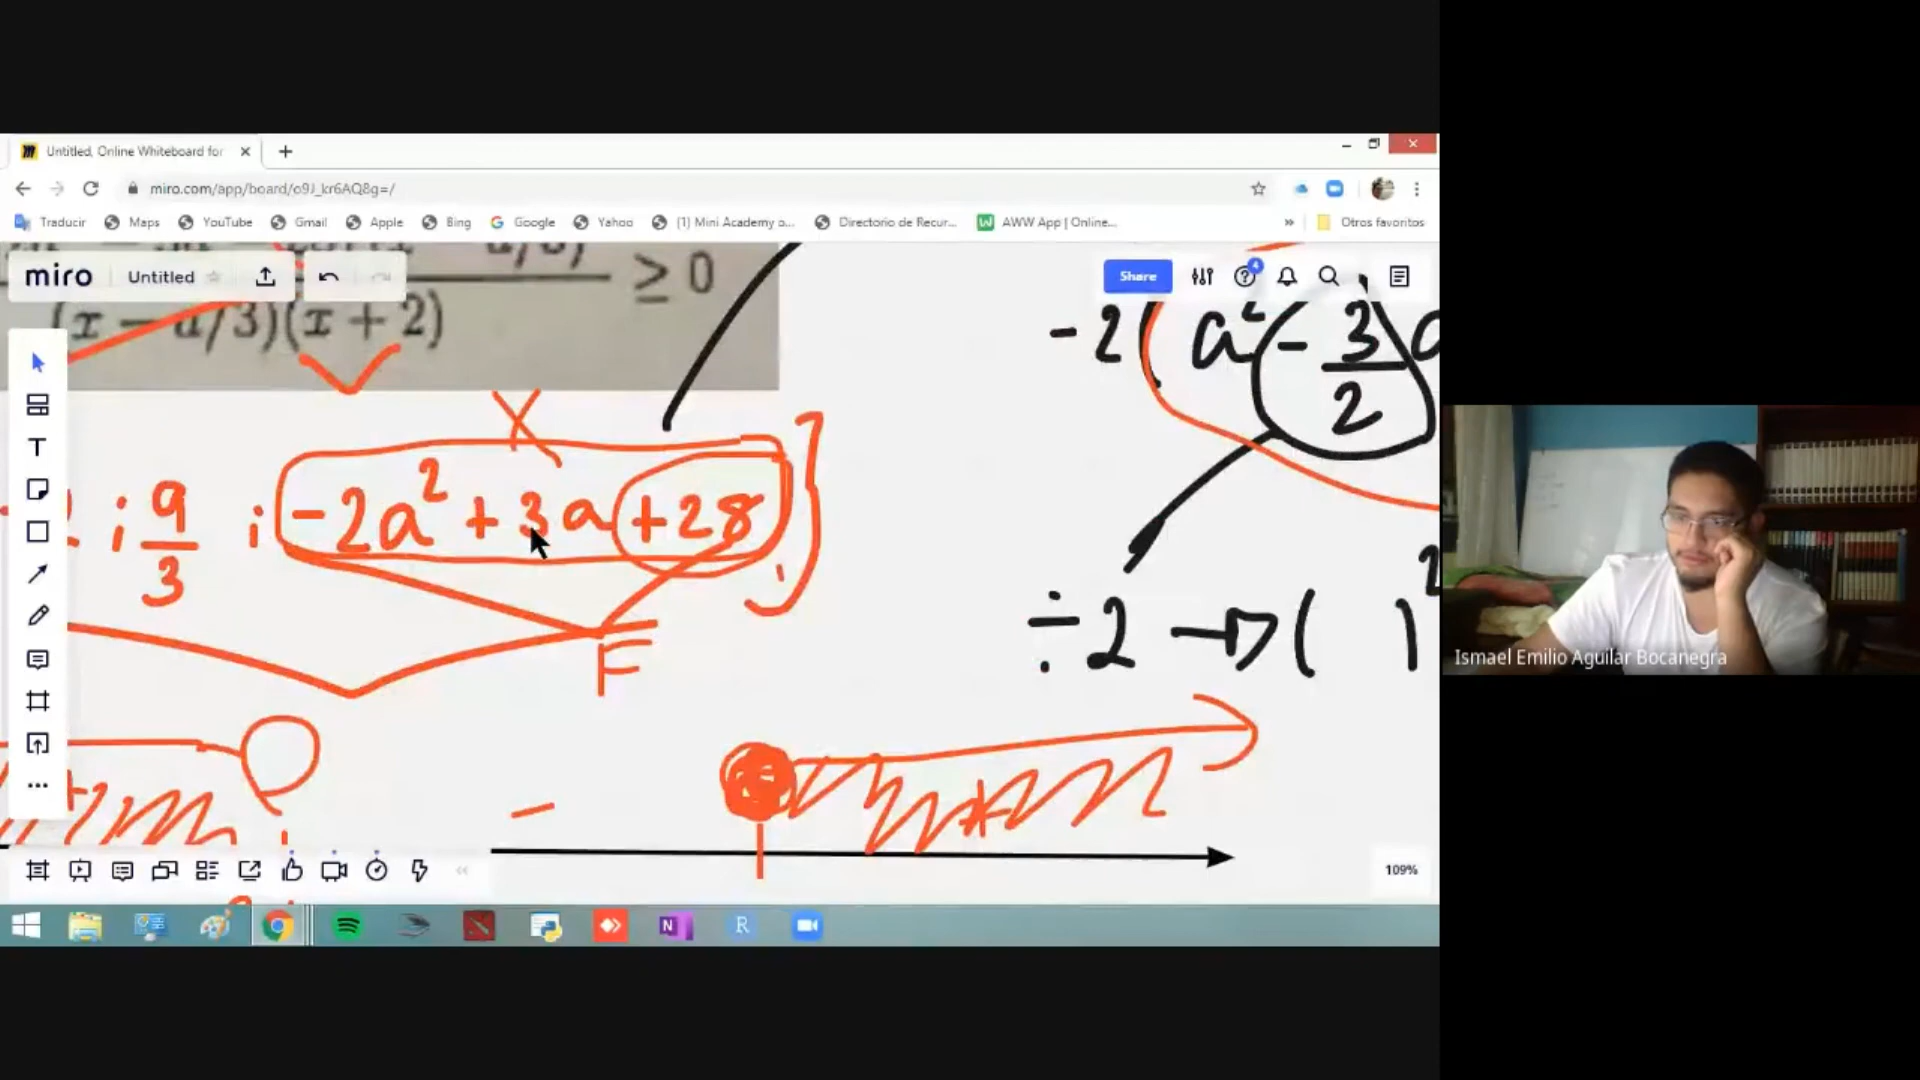 Untitled, Online Whiteboard for
miro.com/app/board/o9J_kr6AQ8g=/
Traducir Maps YouTube Gmail Apple Bing Google Yahoo (1) Mini Academy o... Directorio de Recur... AWW App | Online... » Otros favoritos
miro Untitled
Share 4
≥ 0
(x − a/3)(x + 2)
-2( a² - 3/2
X
; 9/3 ; -2a² + 3a + 28 ]
F
÷2 → ( )²
-
109%
Ismael Emilio Aguilar Bocanegra